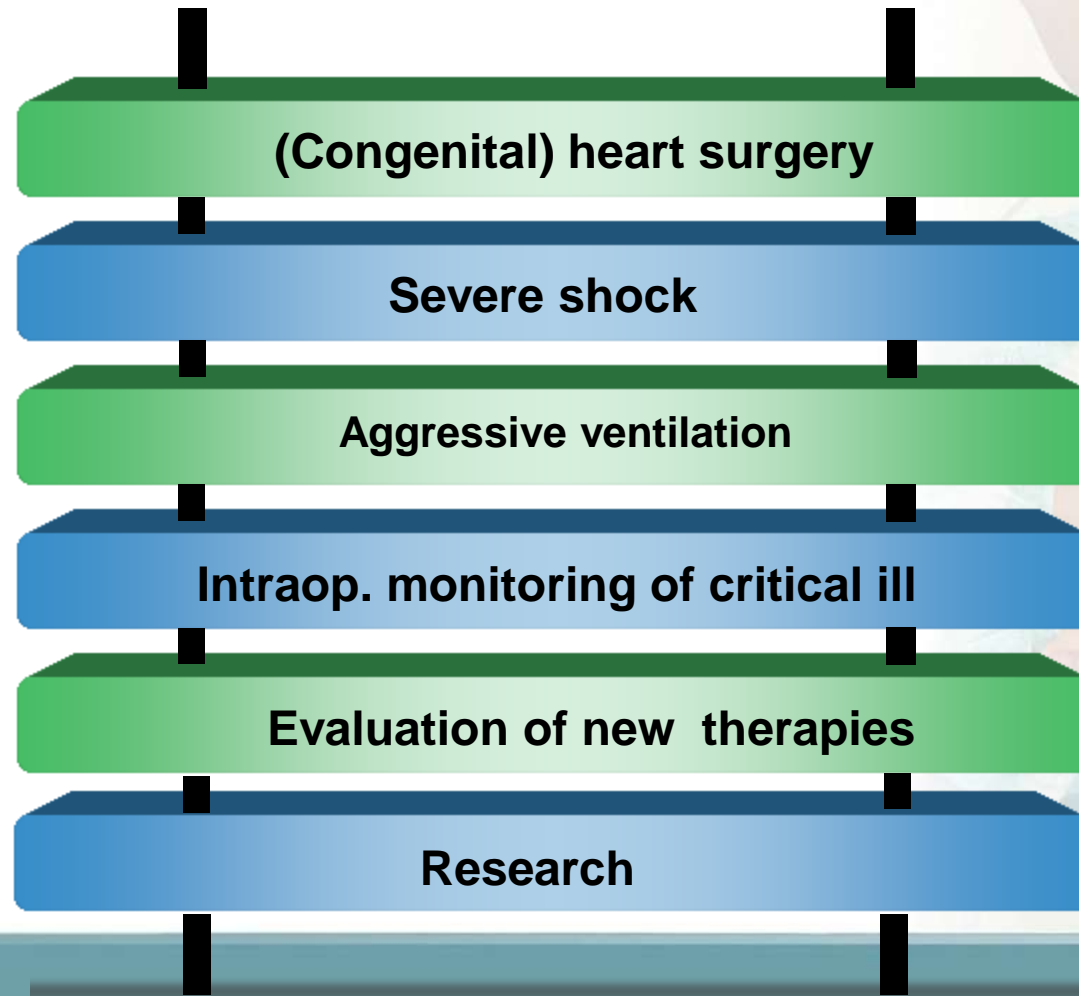 (Congenital) heart surgery
Severe shock
Aggressive ventilation
Intraop. monitoring of critical ill
Evaluation of new  therapies
Research